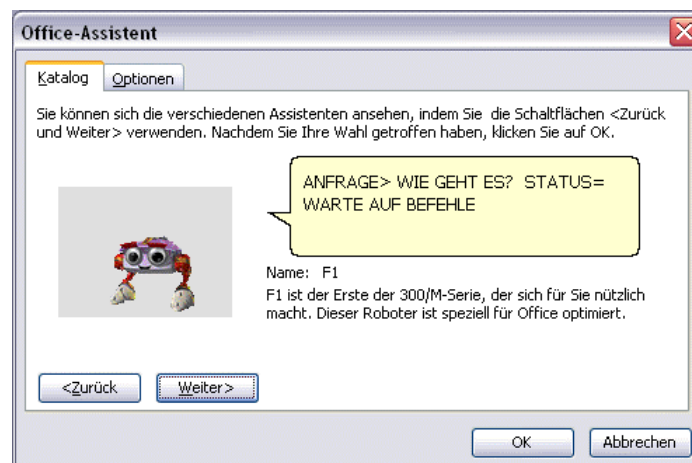 Office-Assistent
Katalog Optionen
Sie können sich die verschiedenen Assistenten ansehen, indem Sie die Schaltflächen <Zurück
und Weiter> verwenden. Nachdem Sie Ihre Wahl getroffen haben, klicken Sie auf OK.
ANFRAGE> WIE GEHT ES? STATUS=
WARTE AUF BEFEHLE
Name: F1
F1 ist der Erste der 300/M-Serie, der sich für Sie nützlich
macht. Dieser Roboter ist speziell für Office optimiert.
<Zurück Weiter>
OK Abbrechen